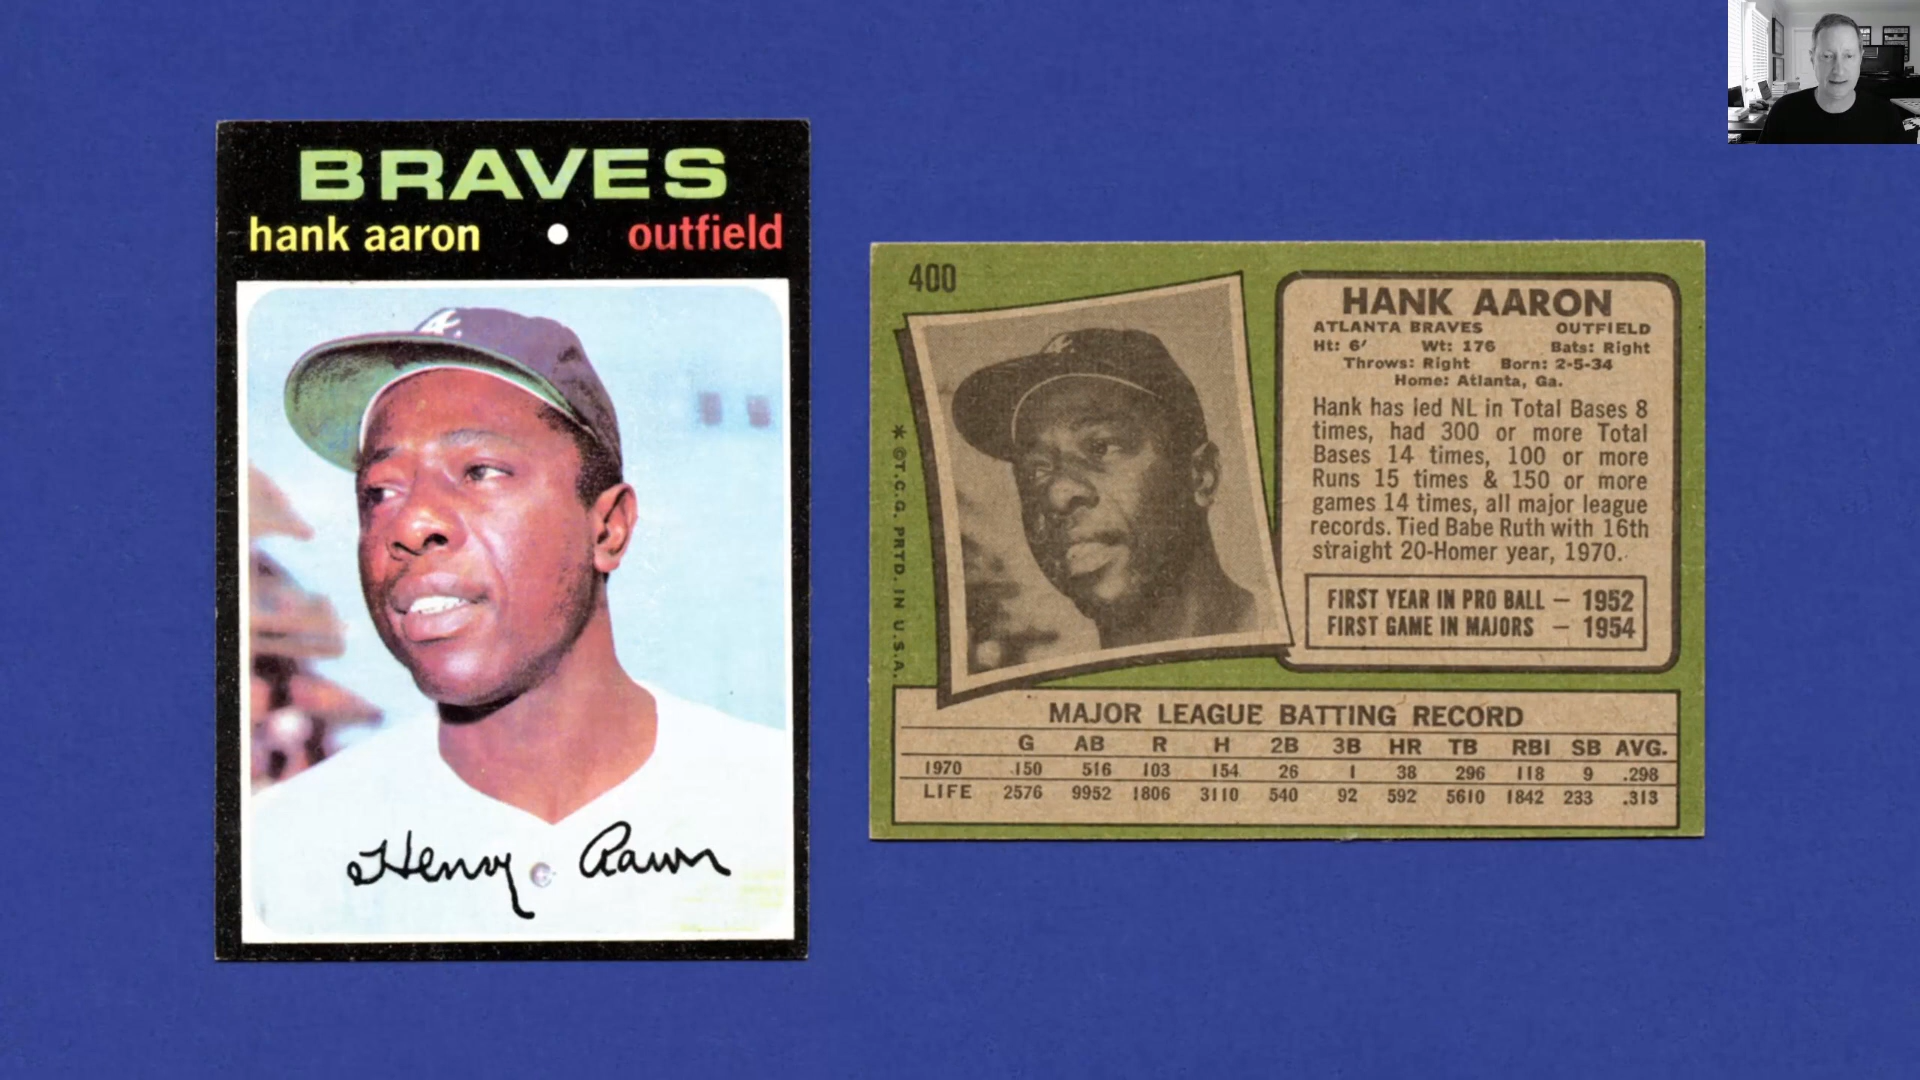 BRAVES
hank aaron • outfield
Henry Aaron
400
* ©T.C.G. PRTD. IN U.S.A.
HANK AARON
ATLANTA BRAVES OUTFIELD
Ht: 6' Wt: 176 Bats: Right
Throws: Right Born: 2-5-34
Home: Atlanta, Ga.
Hank has led NL in Total Bases 8
times, had 300 or more Total
Bases 14 times, 100 or more
Runs 15 times & 150 or more
games 14 times, all major league
records. Tied Babe Ruth with 16th
straight 20-Homer year, 1970.
FIRST YEAR IN PRO BALL — 1952
FIRST GAME IN MAJORS — 1954
MAJOR LEAGUE BATTING RECORD
G AB R H 2B 3B HR TB RBI SB AVG.
1970 150 516 103 154 26 1 38 296 118 9 .298
LIFE 2576 9952 1806 3110 540 92 592 5610 1842 233 .313